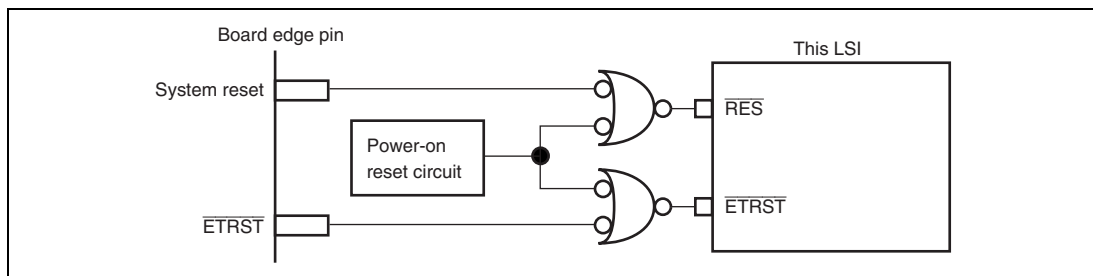 Board edge pin
This LSI
System reset
RES
Power-on
reset circuit
ETRST
ETRST